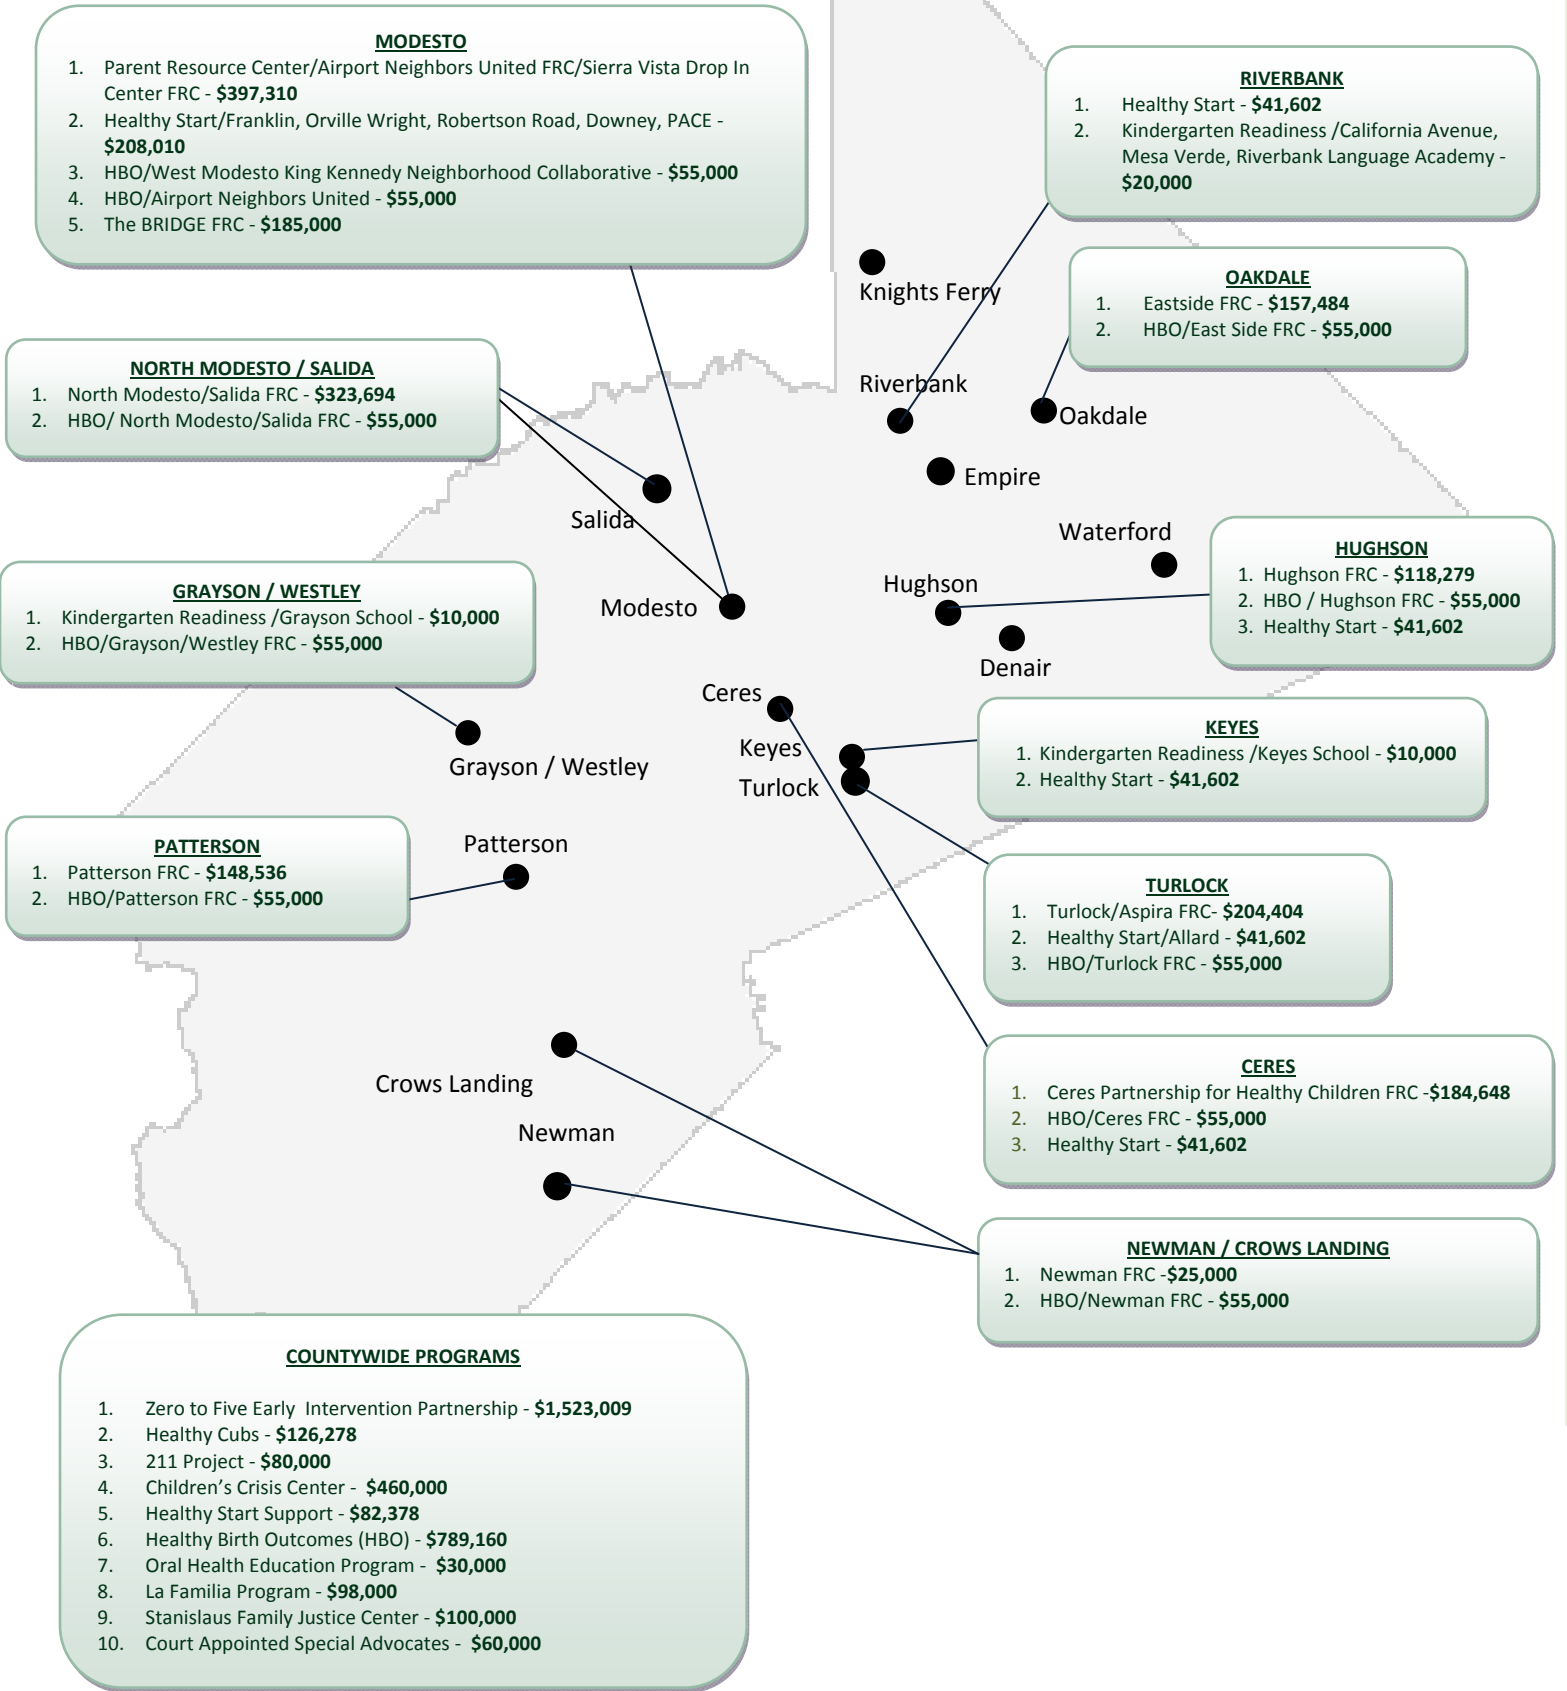 MODESTO
1. Parent Resource Center/Airport Neighbors United FRC/Sierra Vista Drop In
Center FRC - $397,310
2. Healthy Start/Franklin, Orville Wright, Robertson Road, Downey, PACE -
$208,010
3. HBO/West Modesto King Kennedy Neighborhood Collaborative - $55,000
4. HBO/Airport Neighbors United - $55,000
5. The BRIDGE FRC - $185,000
RIVERBANK
1. Healthy Start - $41,602
2. Kindergarten Readiness /California Avenue,
Mesa Verde, Riverbank Language Academy -
$20,000
OAKDALE
1. Eastside FRC - $157,484
2. HBO/East Side FRC - $55,000
NORTH MODESTO / SALIDA
1. North Modesto/Salida FRC - $323,694
2. HBO/ North Modesto/Salida FRC - $55,000
Knights Ferry
Riverbank
Oakdale
Empire
Salida
Waterford
Hughson
Modesto
Denair
HUGHSON
1. Hughson FRC - $118,279
2. HBO / Hughson FRC - $55,000
3. Healthy Start - $41,602
GRAYSON / WESTLEY
1. Kindergarten Readiness /Grayson School - $10,000
2. HBO/Grayson/Westley FRC - $55,000
Ceres
Keyes
Turlock
Grayson / Westley
KEYES
1. Kindergarten Readiness /Keyes School - $10,000
2. Healthy Start - $41,602
PATTERSON
1. Patterson FRC - $148,536
2. HBO/Patterson FRC - $55,000
Patterson
TURLOCK
1. Turlock/Aspira FRC- $204,404
2. Healthy Start/Allard - $41,602
3. HBO/Turlock FRC - $55,000
Crows Landing
Newman
CERES
1. Ceres Partnership for Healthy Children FRC -$184,648
2. HBO/Ceres FRC - $55,000
3. Healthy Start - $41,602
NEWMAN / CROWS LANDING
1. Newman FRC -$25,000
2. HBO/Newman FRC - $55,000
COUNTYWIDE PROGRAMS
1. Zero to Five Early  Intervention Partnership - $1,523,009
2. Healthy Cubs - $126,278
3. 211 Project - $80,000
4. Children’s Crisis Center -  $460,000
5. Healthy Start Support - $82,378
6. Healthy Birth Outcomes (HBO) - $789,160
7. Oral Health Education Program -  $30,000
8. La Familia Program - $98,000
9. Stanislaus Family Justice Center - $100,000
10. Court Appointed Special Advocates -  $60,000